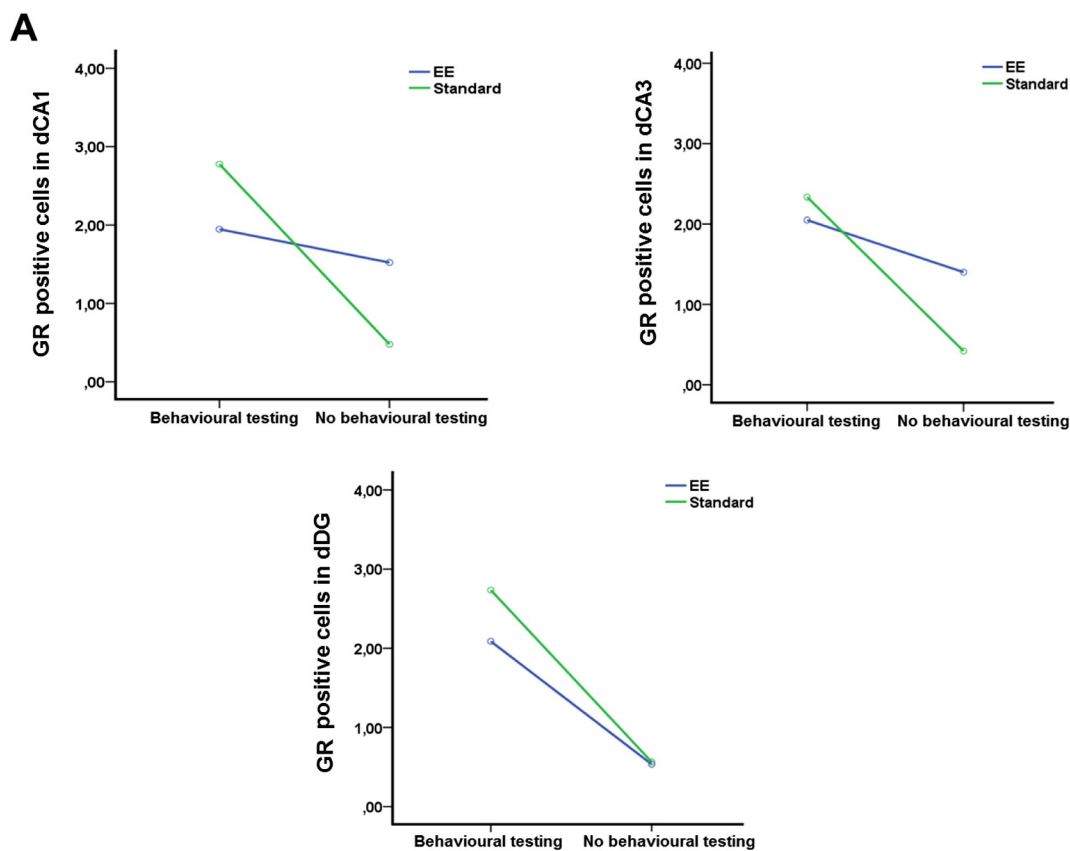 A
GR positive cells in dCA1
4,00
3,00
2,00
1,00
,00
EE
Standard
Behavioural testing No behavioural testing
GR positive cells in dCA3
4,00
3,00
2,00
1,00
,00
EE
Standard
Behavioural testing No behavioural testing
GR positive cells in dDG
4,00
3,00
2,00
1,00
,00
EE
Standard
Behavioural testing No behavioural testing